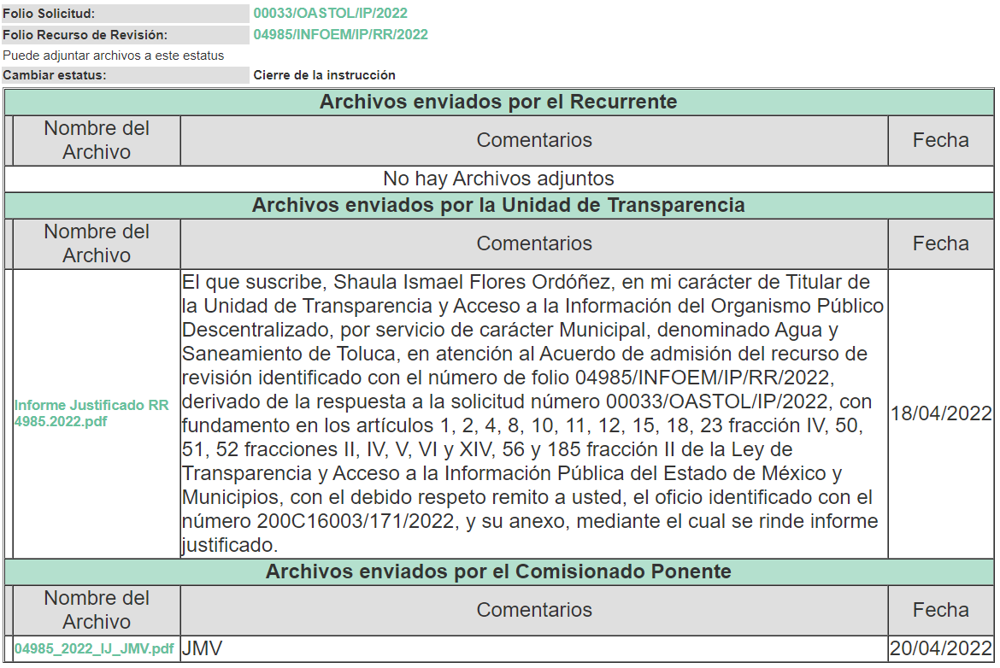 Folio Solicitud: 00033/OASTOL/IP/2022
Folio Recurso de Revisión: 04985/INFOEM/IP/RR/2022
Puede adjuntar archivos a este estatus
Cambiar estatus: Cierre de la instrucción
Archivos enviados por el Recurrente
Nombre del
Archivo
Comentarios
Fecha
No hay Archivos adjuntos
Archivos enviados por la Unidad de Transparencia
Nombre del
Archivo
Comentarios
Fecha
Informe Justificado RR
4985.2022.pdf
El que suscribe, Shaula Ismael Flores Ordóñez, en mi carácter de Titular de
la Unidad de Transparencia y Acceso a la Información del Organismo Público
Descentralizado, por servicio de carácter Municipal, denominado Agua y
Saneamiento de Toluca, en atención al Acuerdo de admisión del recurso de
revisión identificado con el número de folio 04985/INFOEM/IP/RR/2022,
derivado de la respuesta a la solicitud número 00033/OASTOL/IP/2022, con
fundamento en los artículos 1, 2, 4, 8, 10, 11, 12, 15, 18, 23 fracción IV, 50,
51, 52 fracciones II, IV, V, VI y XIV, 56 y 185 fracción II de la Ley de
Transparencia y Acceso a la Información Pública del Estado de México y
Municipios, con el debido respeto remito a usted, el oficio identificado con el
número 200C16003/171/2022, y su anexo, mediante el cual se rinde informe
justificado.
18/04/2022
Archivos enviados por el Comisionado Ponente
Nombre del
Archivo
Comentarios
Fecha
04985_2022_IJ_JMV.pdf
JMV
20/04/2022